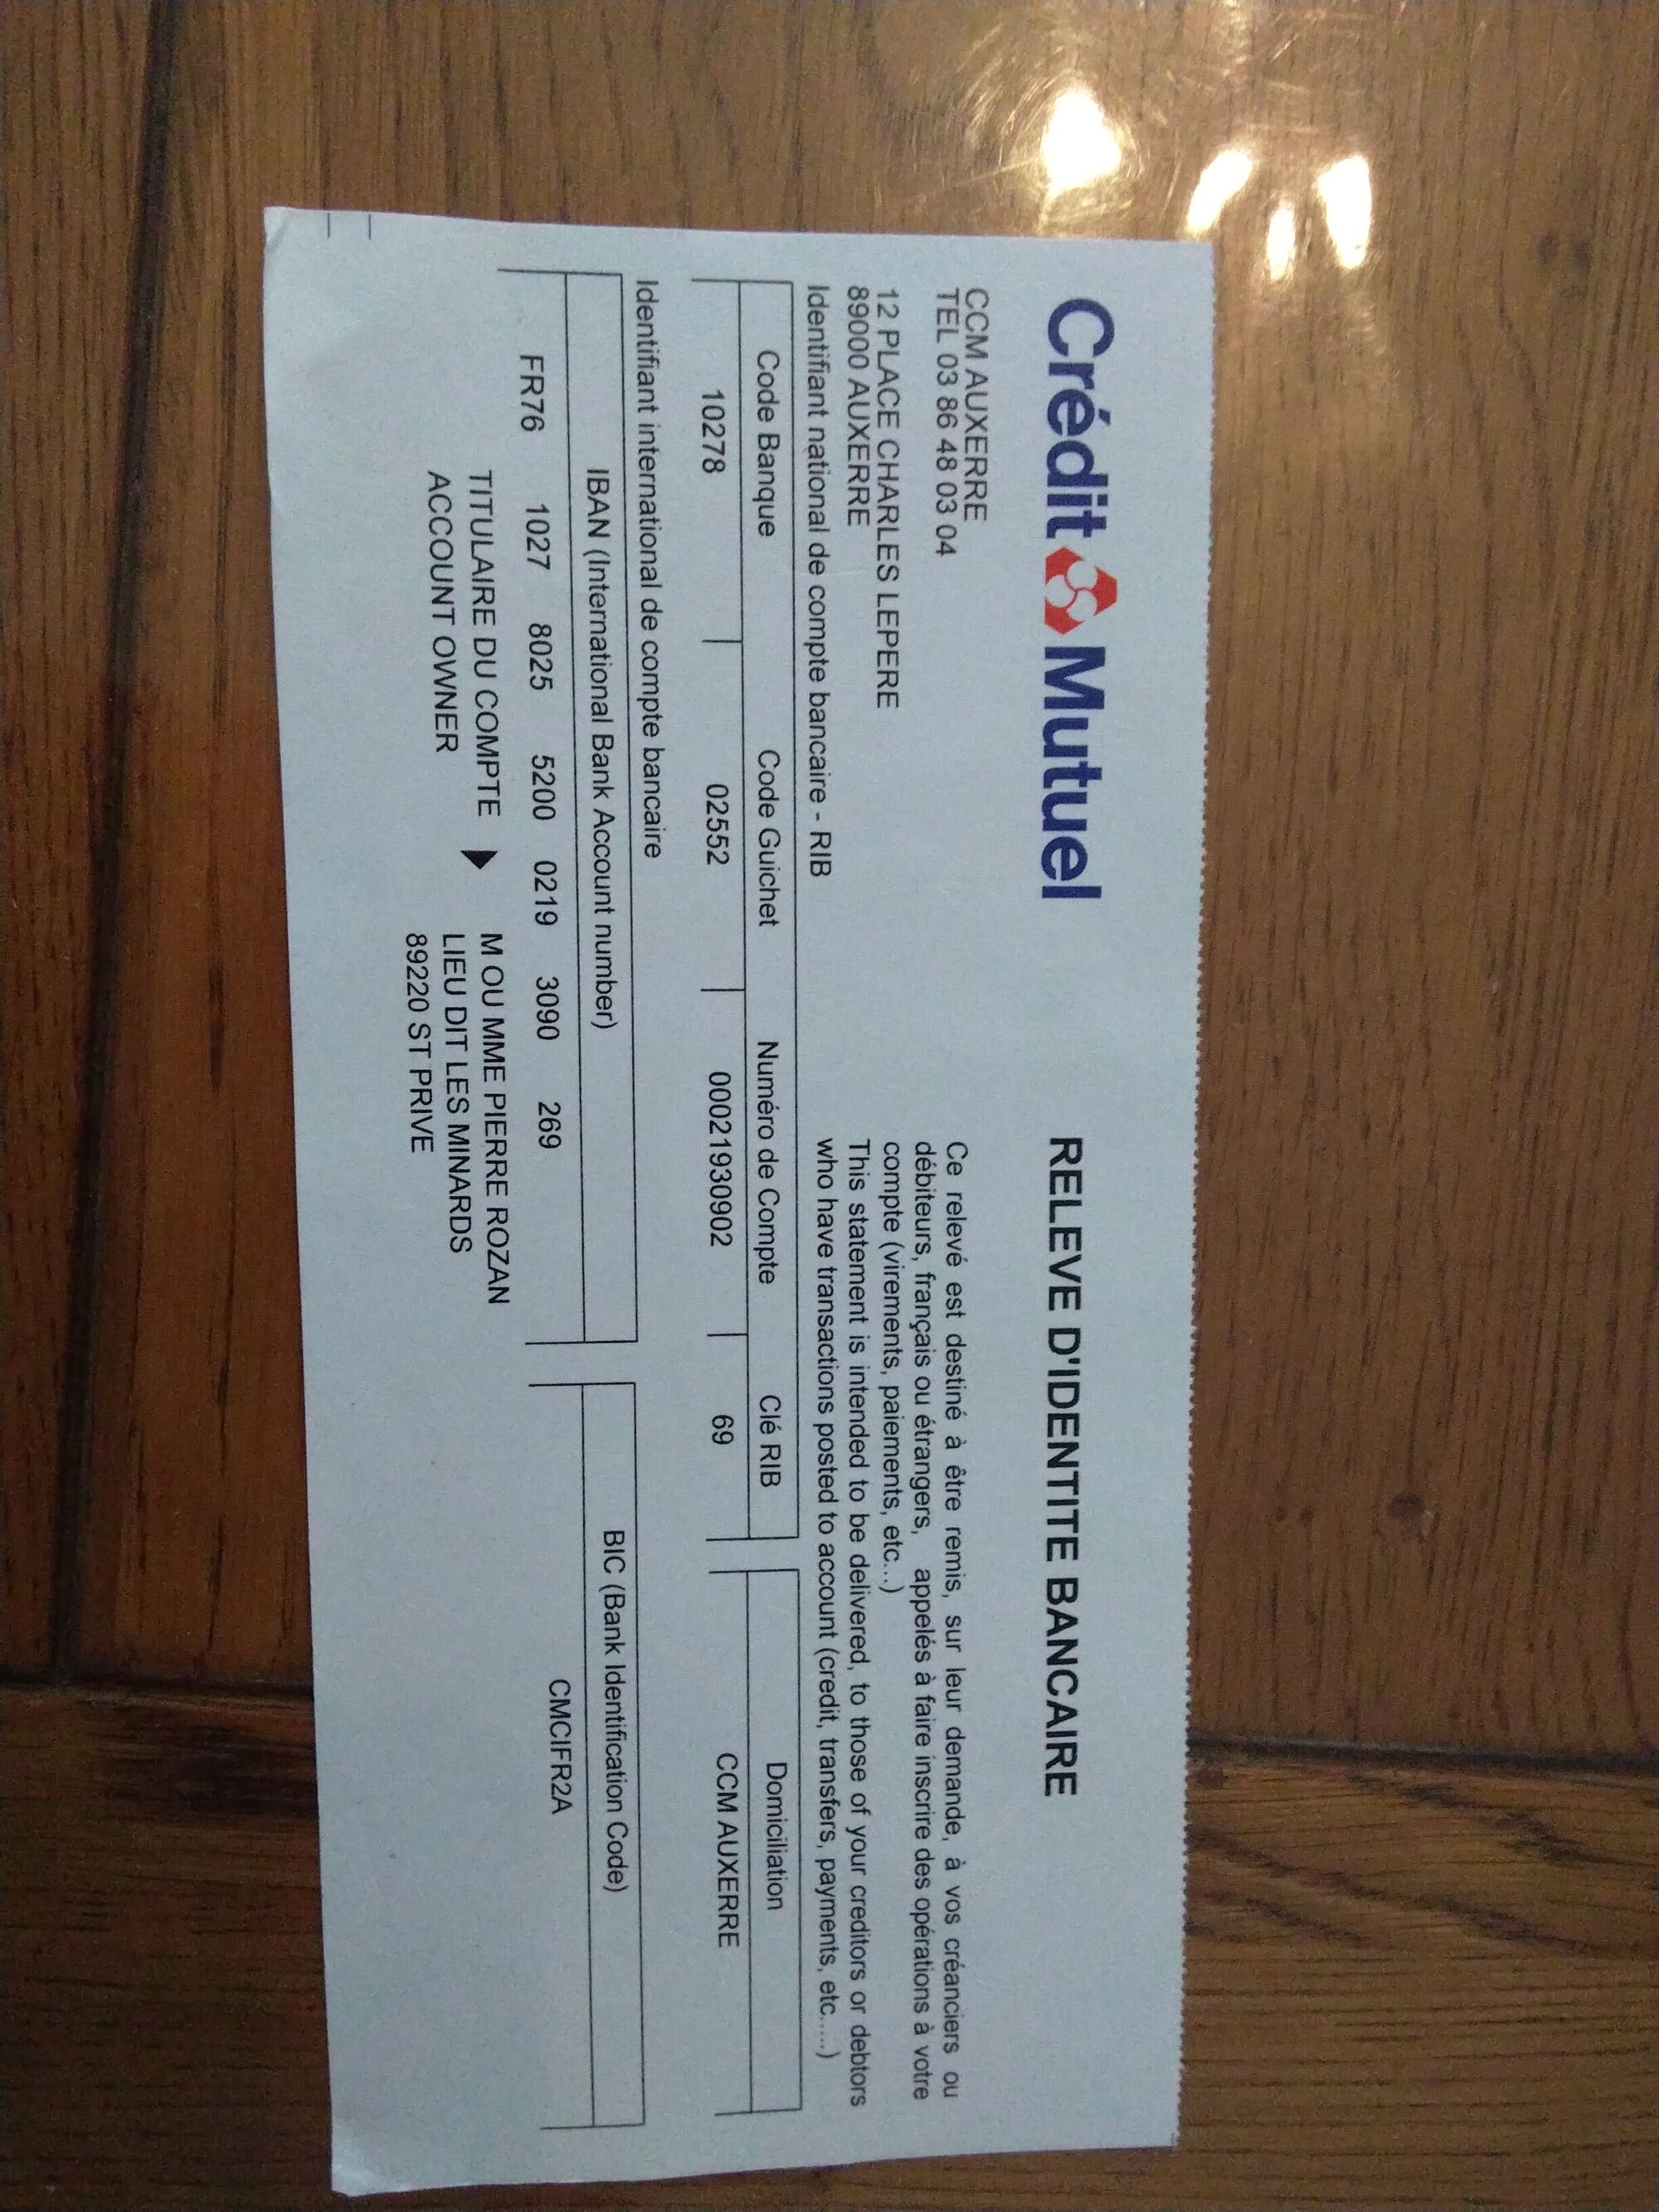 Crédit Mutuel
RELEVE D'IDENTITE BANCAIRE
CCM AUXERRE
TEL 03 86 48 03 04
12 PLACE CHARLES LEPERE
89000 AUXERRE
Ce relevé est destiné à être remis, sur leur demande, à vos créanciers ou
débiteurs, français ou étrangers, appelés à faire inscrire des opérations à votre
compte (virements, paiements, etc...)
This statement is intended to be delivered, to those of your creditors or debtors
who have transactions posted to account (credit, transfers, payments, etc.....)
Identifiant national de compte bancaire - RIB
Code Banque Code Guichet Numéro de Compte Clé RIB Domiciliation
10278 02552 00021930902 69 CCM AUXERRE
Identifiant international de compte bancaire
IBAN (International Bank Account number) BIC (Bank Identification Code)
FR76 1027 8025 5200 0219 3090 269 CMCIFR2A
TITULAIRE DU COMPTE M OU MME PIERRE ROZAN
ACCOUNT OWNER LIEU DIT LES MINARDS
89220 ST PRIVE